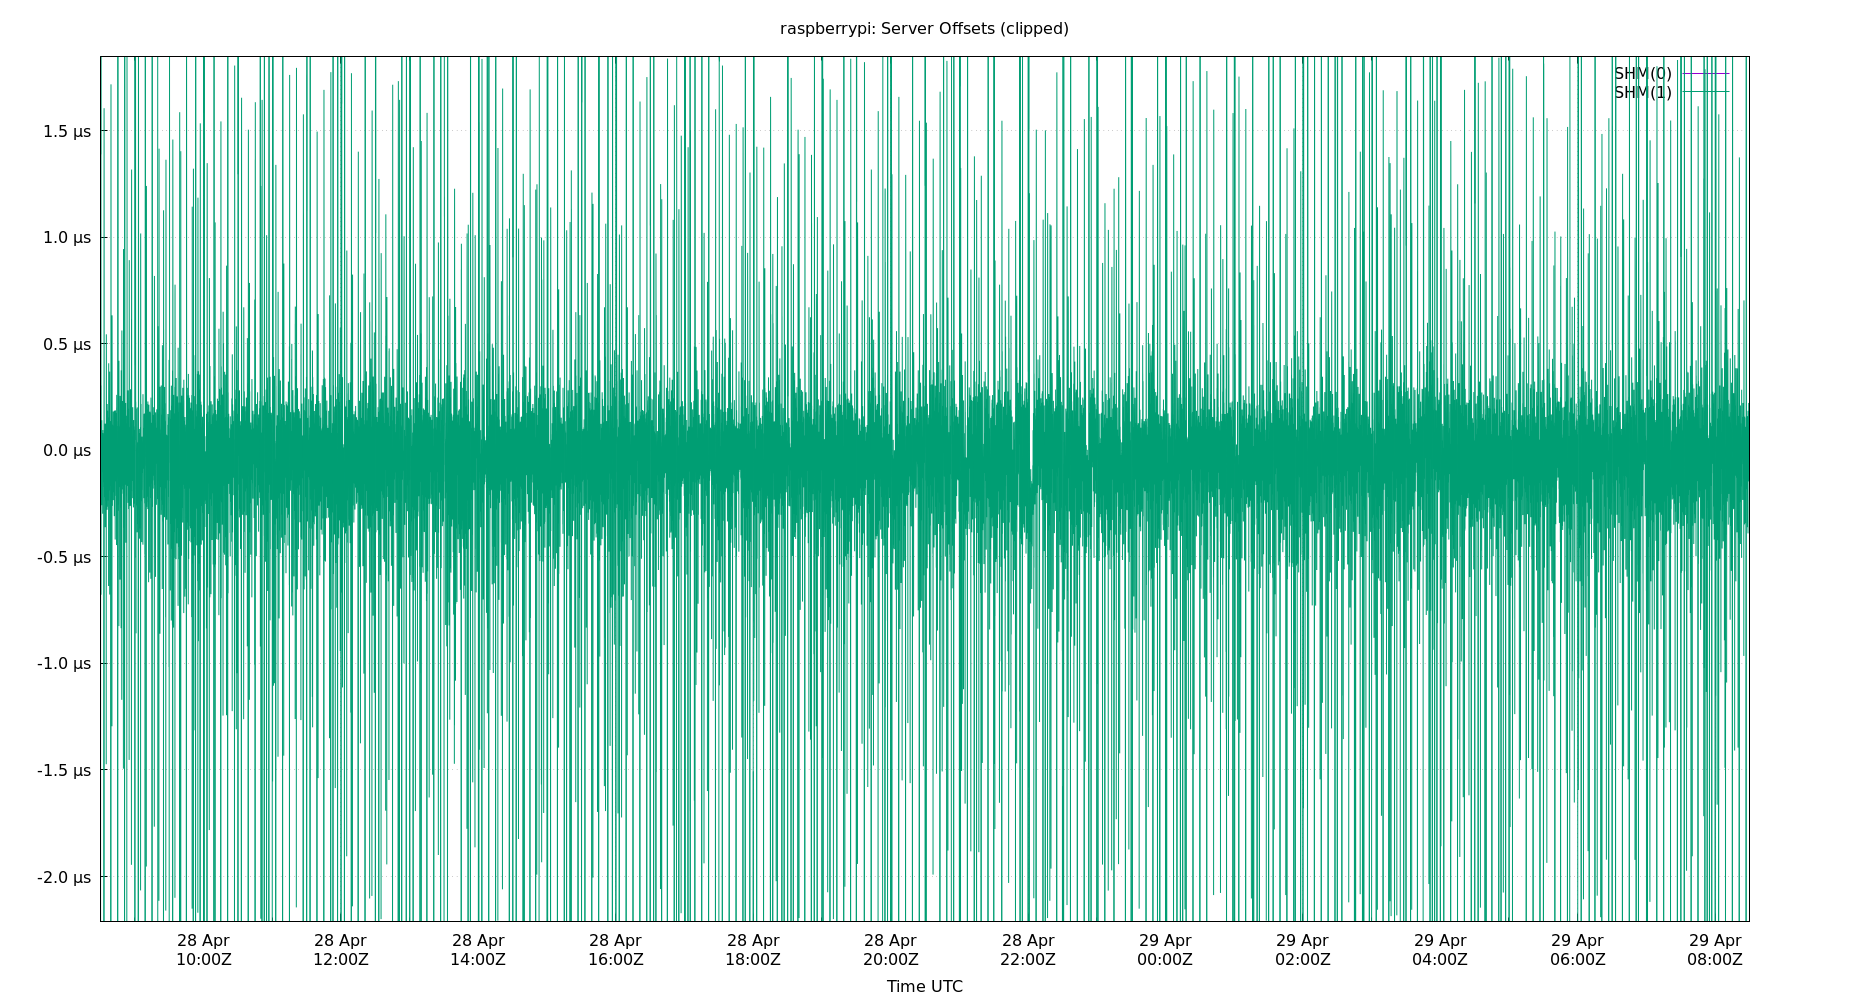 raspberrypi: Server Offsets (clipped)
SHM(0)
SHM(1)
1.5 µs
1.0 µs
0.5 µs
0.0 µs
-0.5 µs
-1.0 µs
-1.5 µs
-2.0 µs
28 Apr 28 Apr 28 Apr 28 Apr 28 Apr 28 Apr 28 Apr 29 Apr 29 Apr 29 Apr 29 Apr 29 Apr
10:00Z 12:00Z 14:00Z 16:00Z 18:00Z 20:00Z 22:00Z 00:00Z 02:00Z 04:00Z 06:00Z 08:00Z
Time UTC